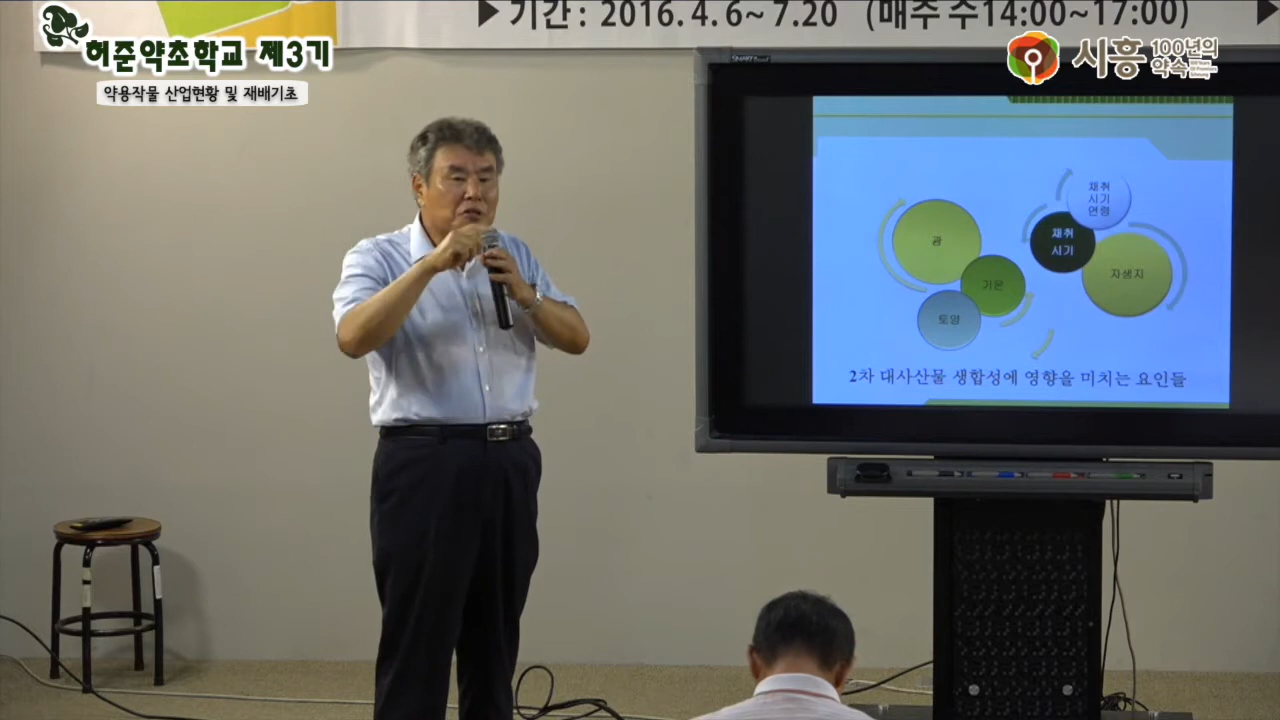 ▶기간 : 2016. 4. 6~ 7.20 (매주 수14:00~17:00)
허준약초학교 제3기
약용작물 산업현황 및 재배기초
시흥 100년의
약속
채취
시기
연령
채취
시기
광
자생지
기온
토양
2차 대사산물 생합성에 영향을 미치는 요인들